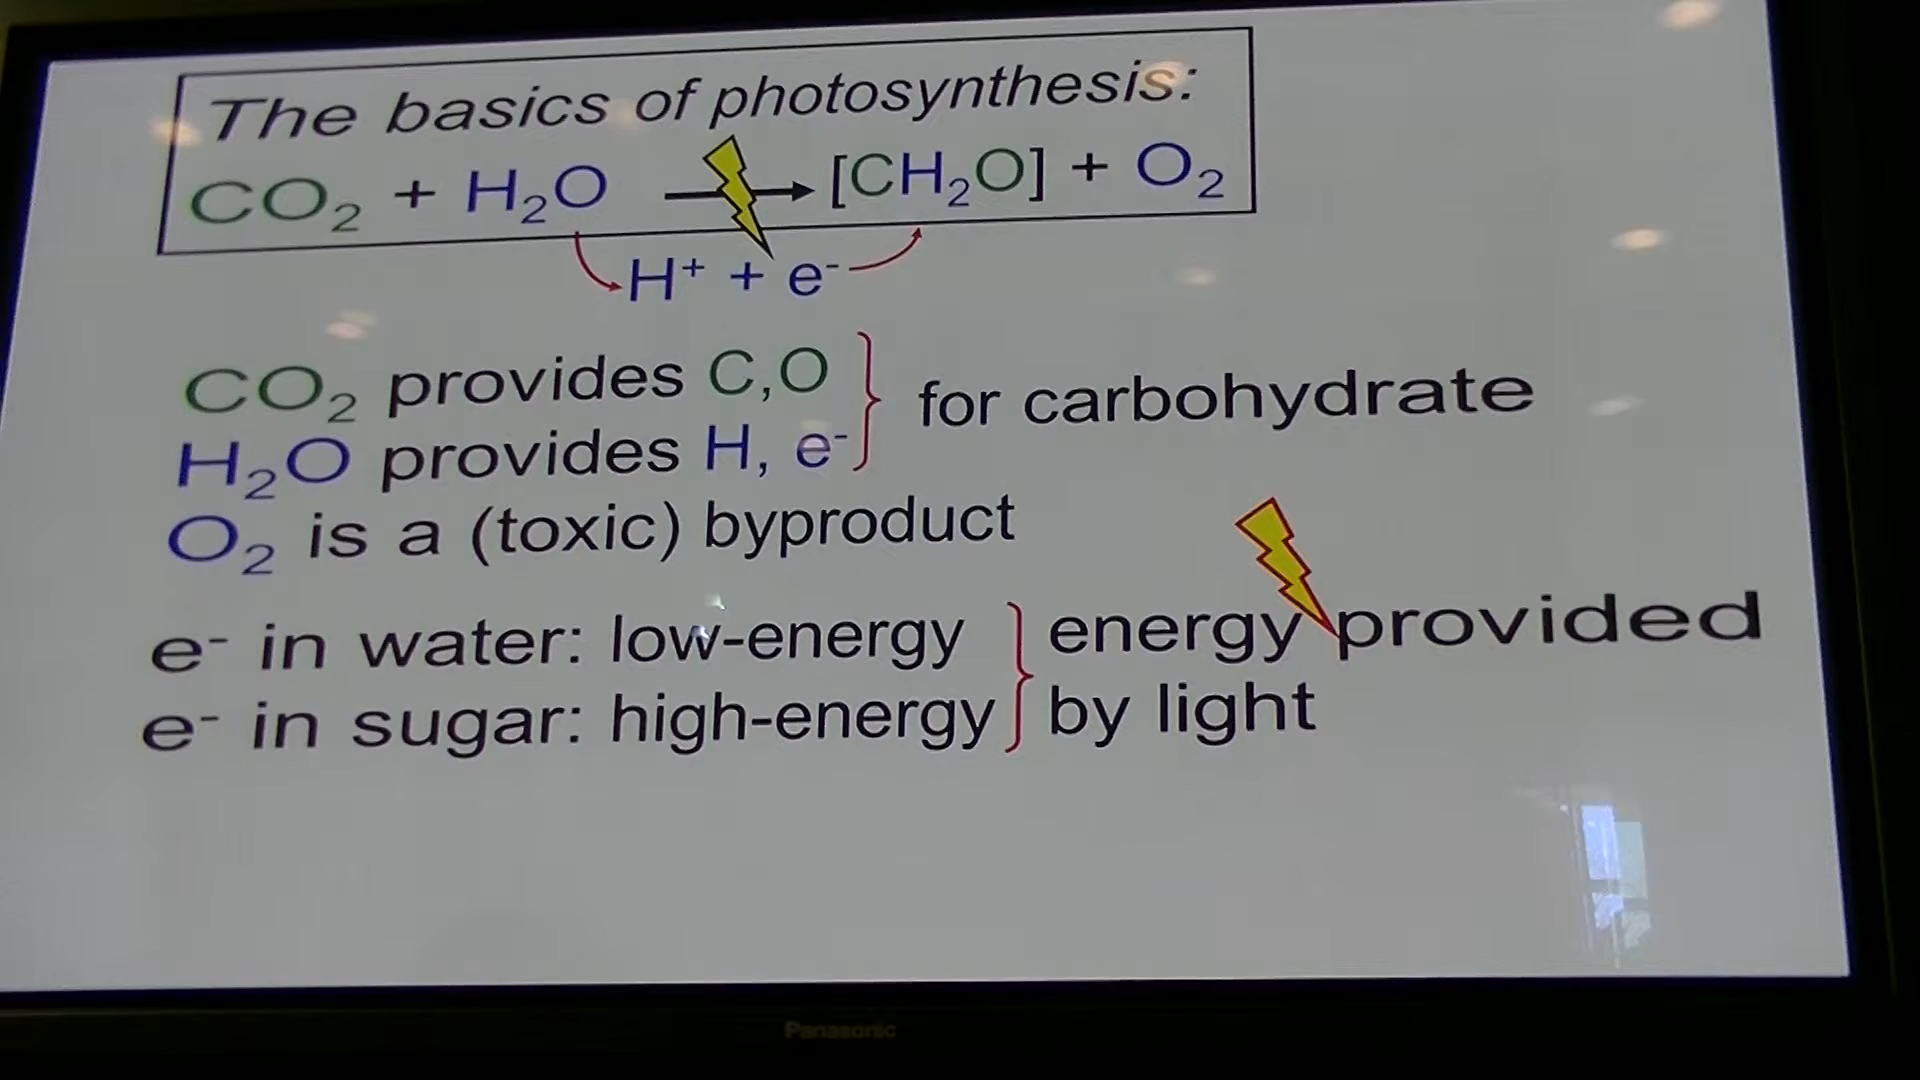 The basics of photosynthesis:
CO₂ + H₂O → [CH₂O] + O₂
H⁺ + e⁻
CO₂ provides C,O } for carbohydrate
H₂O provides H, e⁻
O₂ is a (toxic) byproduct
e⁻ in water: low-energy } energy provided
e⁻ in sugar: high-energy } by light
Panasonic